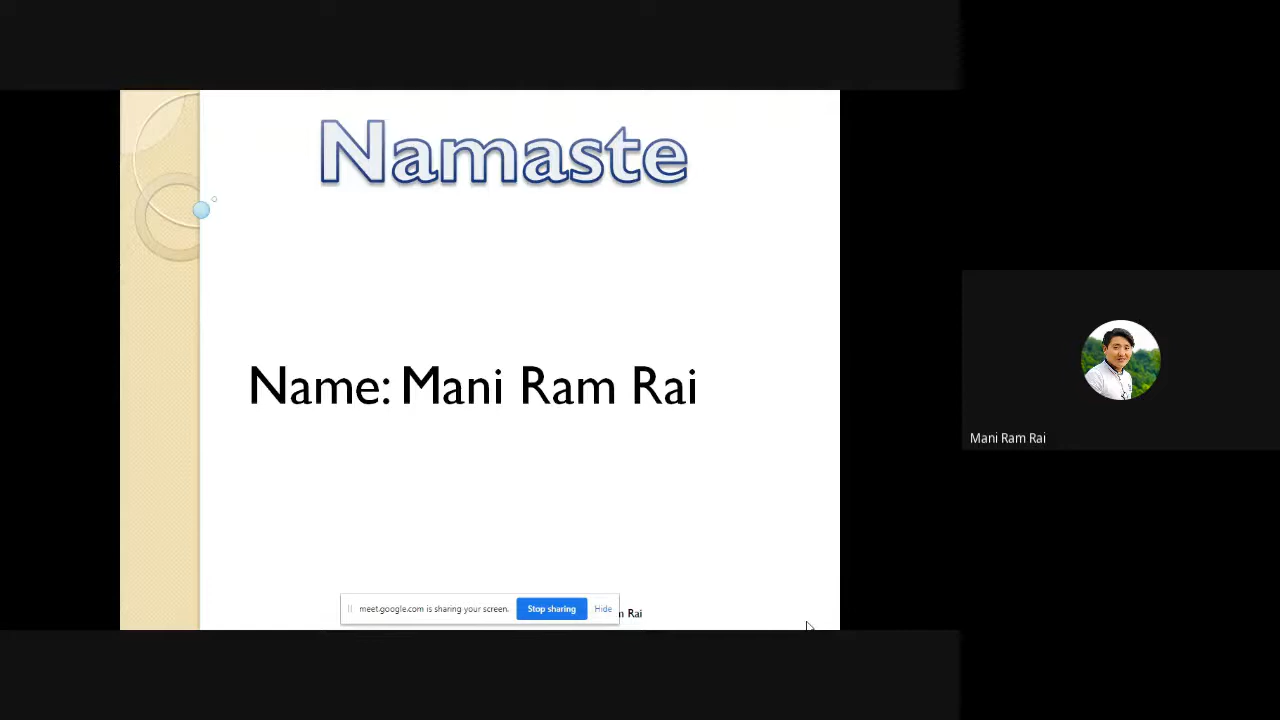 Namaste
Name: Mani Ram Rai
Mani Ram Rai
meet.google.com is sharing your screen.
Stop sharing
Hide
Rai